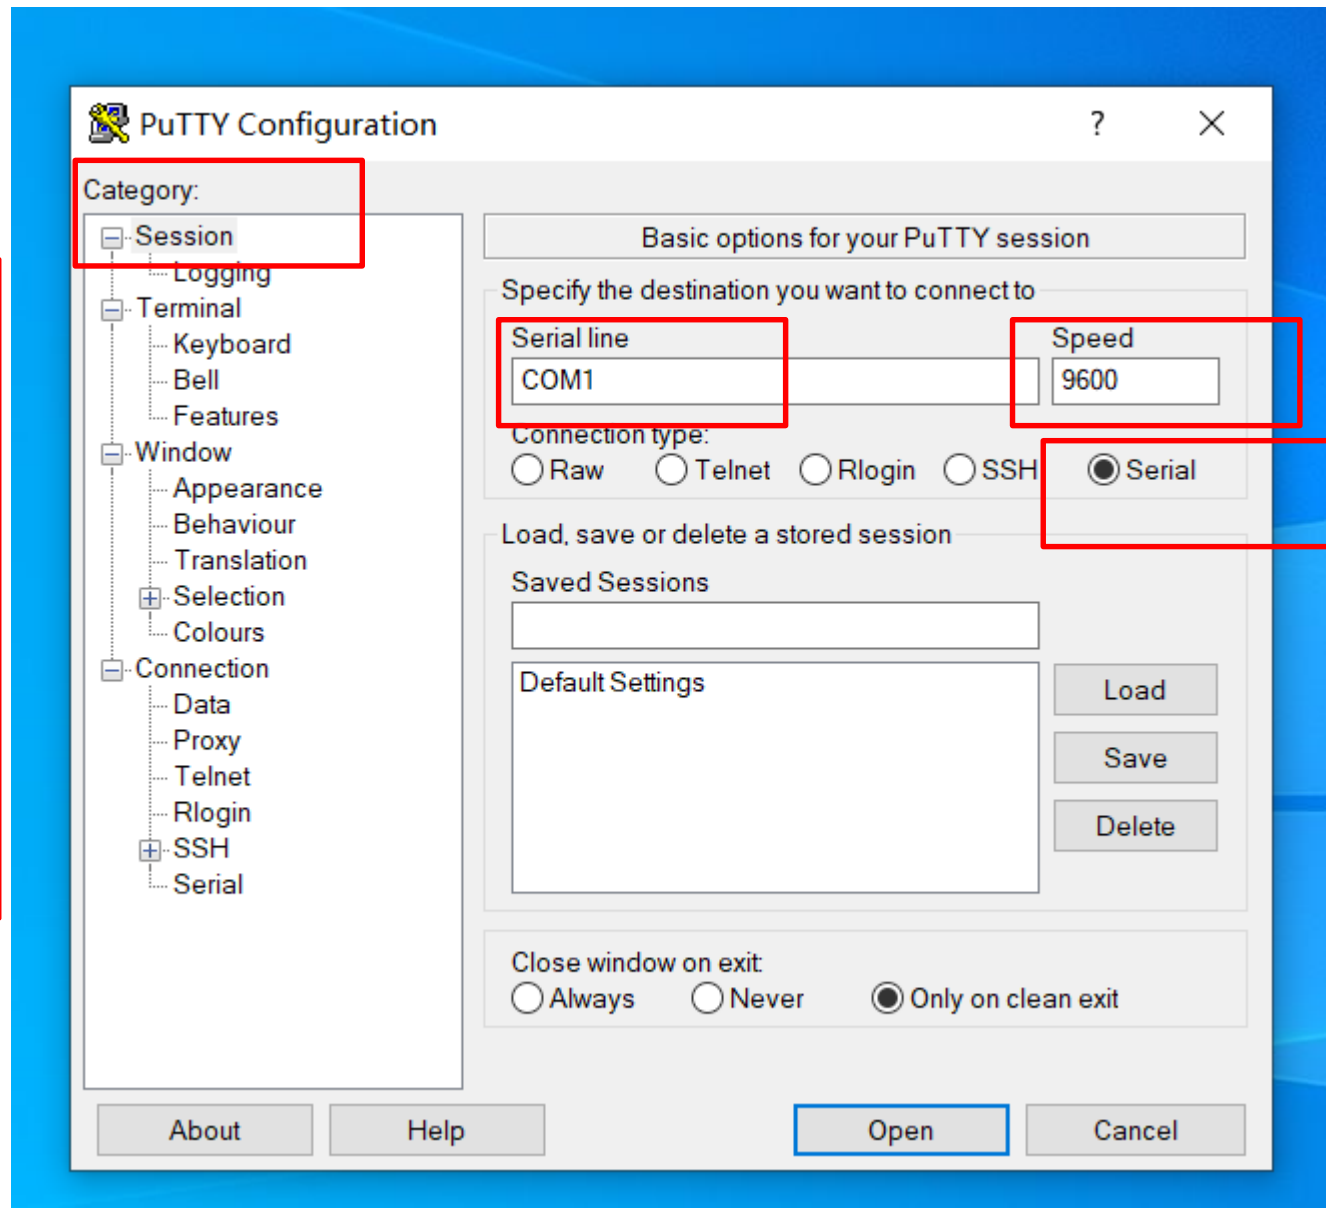 PuTTY Configuration
?
Category:
Session
Logging
Terminal
Keyboard
Bell
Features
Window
Appearance
Behaviour
Translation
Selection
Colours
Connection
Data
Proxy
Telnet
Rlogin
SSH
Serial
Basic options for your PuTTY session
Specify the destination you want to connect to
Serial line Speed
COM1 9600
Connection type:
Raw Telnet Rlogin SSH Serial
Load, save or delete a stored session
Saved Sessions
Default Settings
Load
Save
Delete
Close window on exit:
Always Never Only on clean exit
About Help Open Cancel